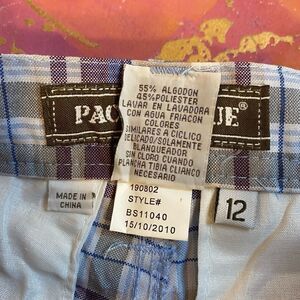 PAC
UE®
55% ALGODON
45% POLIESTER
LAVAR EN LAVADORA
CON AGUA FRIACON
COLORES
SIMILARES A CICLICO
DELICADO/SOLAMENTE
BLANQUEADOR
SIN CLORO CUANDO
PLANCHA TIBIA CLIANCO
NECESARIO
MADE IN
CHINA
190802
STYLE#
BS11040
15/10/2010
12